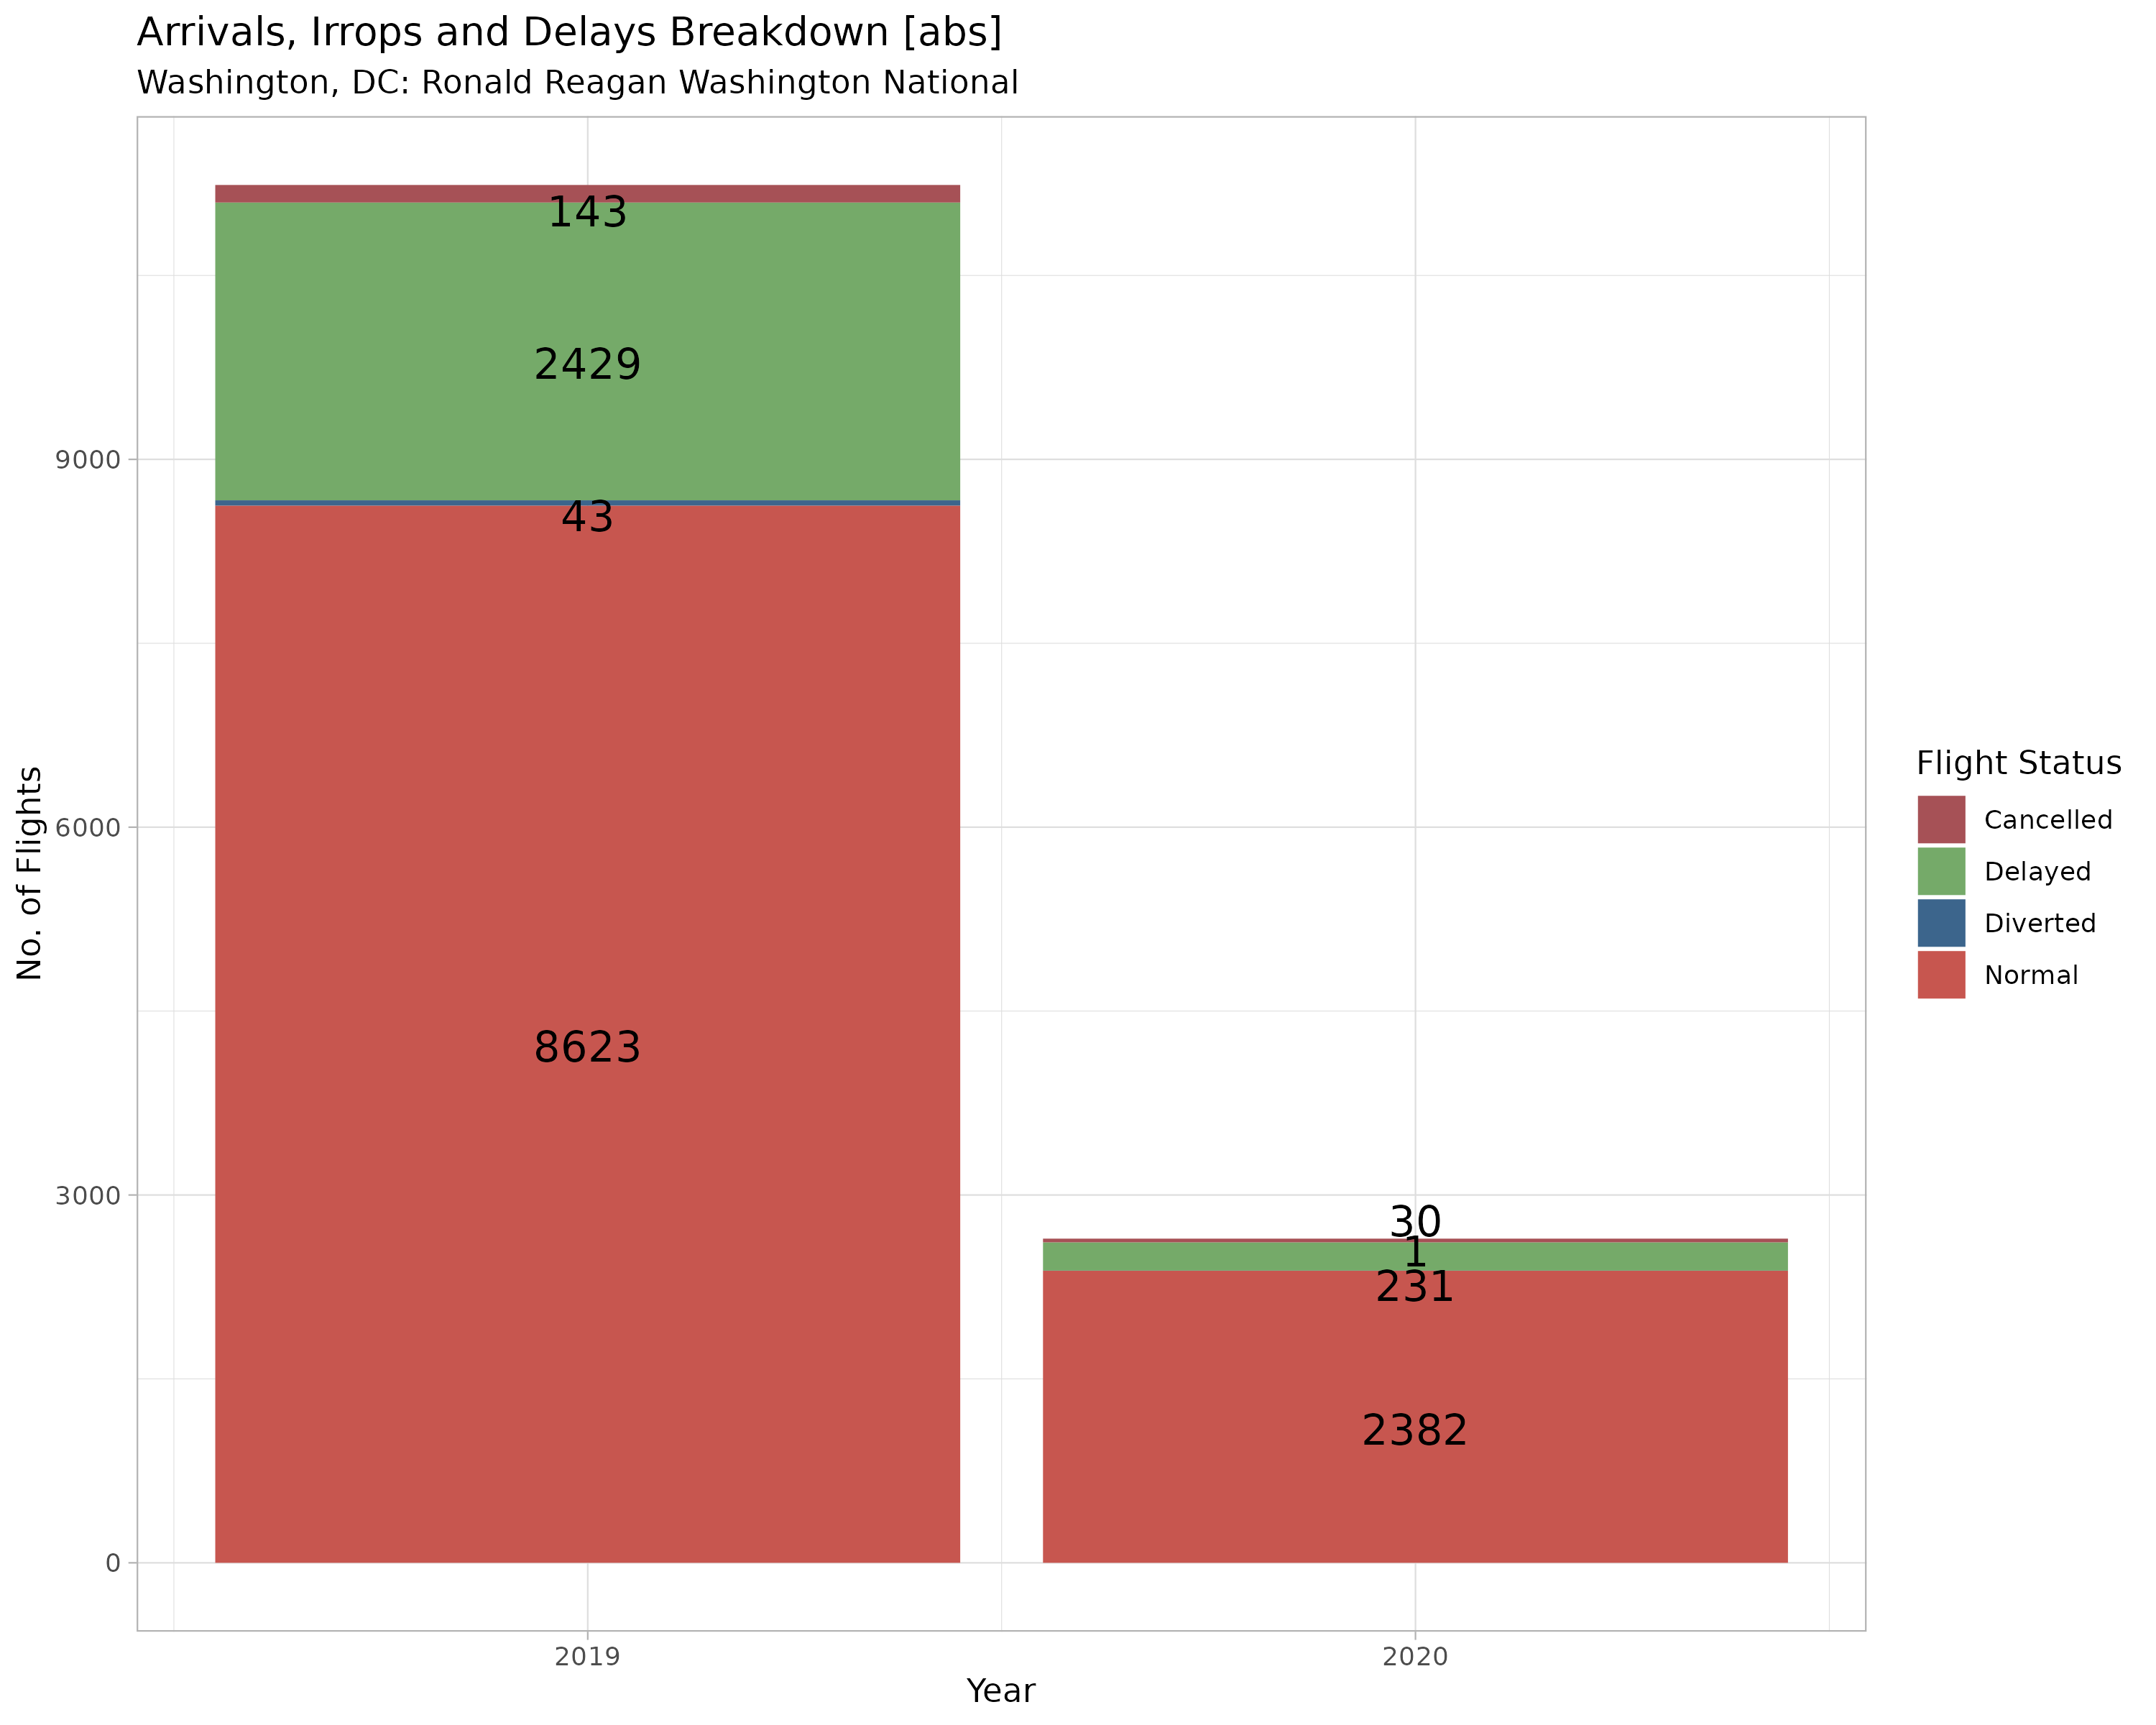 Arrivals, Irrops and Delays Breakdown [abs]
Washington, DC: Ronald Reagan Washington National
143
2429
43
8623
30
1
231
2382
9000
6000
3000
0
No. of Flights
2019
2020
Year
Flight Status
Cancelled
Delayed
Diverted
Normal